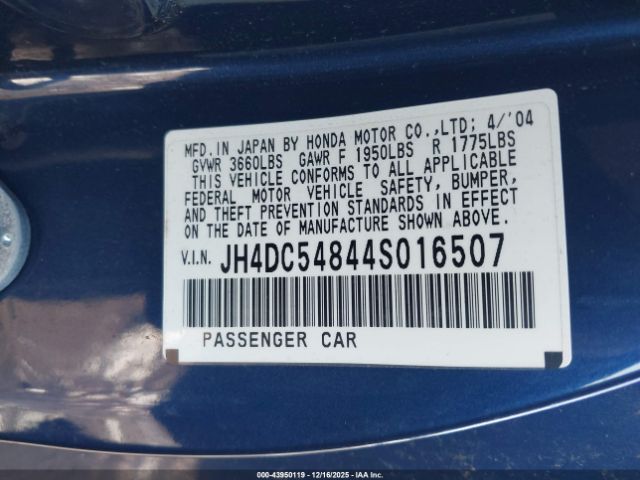 MFD.IN JAPAN BY HONDA MOTOR CO.,LTD; 4/'04
GVWR 3660LBS GAWR F 1950LBS R 1775LBS
THIS VEHICLE CONFORMS TO ALL APPLICABLE
FEDERAL MOTOR VEHICLE SAFETY, BUMPER,
AND THEFT PREVENTION STANDARDS IN EFFECT
ON THE DATE OF MANUFACTURE SHOWN ABOVE.
V.I.N. JH4DC54844S016507
PASSENGER CAR
000-43950119 - 12/16/2025 - IAAI.COM